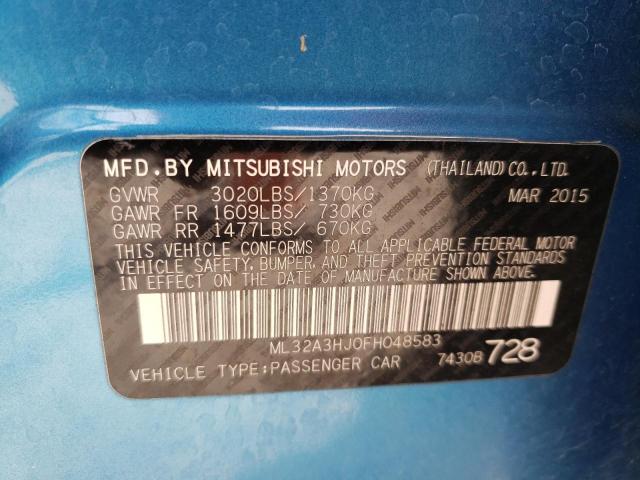 MFD.BY MITSUBISHI MOTORS (THAILAND)CO.,LTD.
GVWR 3020LBS/1370KG MAR 2015
GAWR FR 1609LBS/ 730KG
GAWR RR 1477LBS/ 670KG
THIS VEHICLE CONFORMS TO ALL APPLICABLE FEDERAL MOTOR
VEHICLE SAFETY, BUMPER, AND THEFT PREVENTION STANDARDS
IN EFFECT ON THE DATE OF MANUFACTURE SHOWN ABOVE.
ML32A3HJ0FH048583
VEHICLE TYPE:PASSENGER CAR 7430B 728